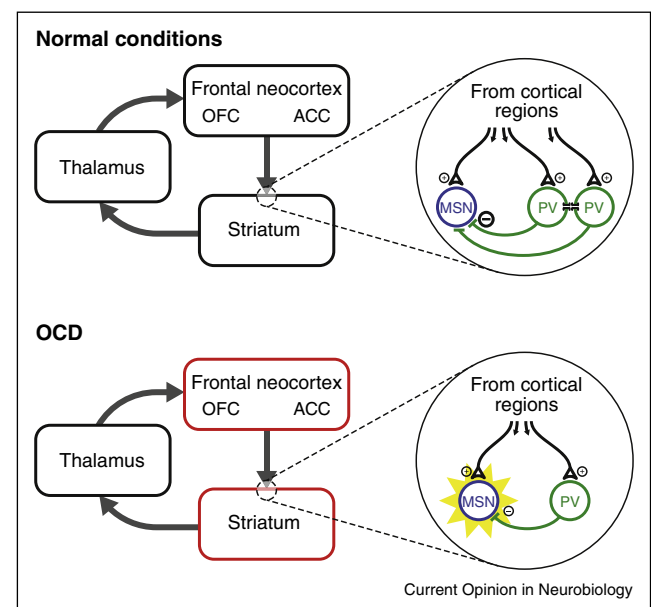 Normal conditions
Frontal neocortex
OFC ACC
Thalamus
Striatum
From cortical
regions
+ + +
MSN PV PV
−
OCD
Frontal neocortex
OFC ACC
Thalamus
Striatum
From cortical
regions
+ +
MSN PV
−
Current Opinion in Neurobiology